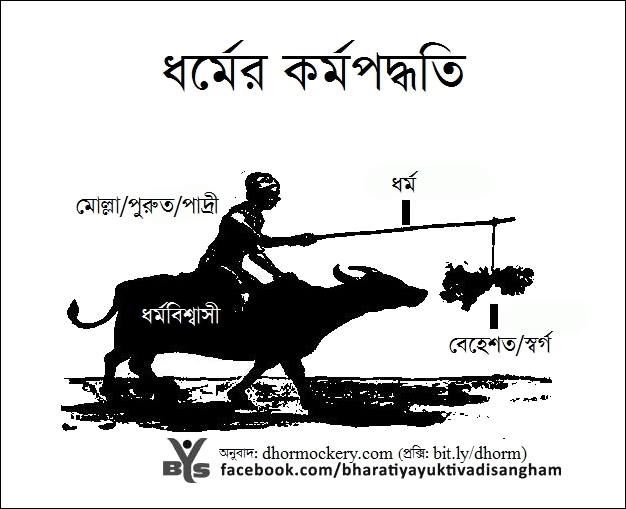 ধর্মের কর্মপদ্ধতি
মোল্লা/পুরুত/পাদ্রী
ধর্ম
ধর্মবিশ্বাসী
বেহেশত/স্বর্গ
BYS
অনুবাদ: dhormockery.com (প্রক্সি: bit.ly/dhorm)
facebook.com/bharatiyayuktivadisangham